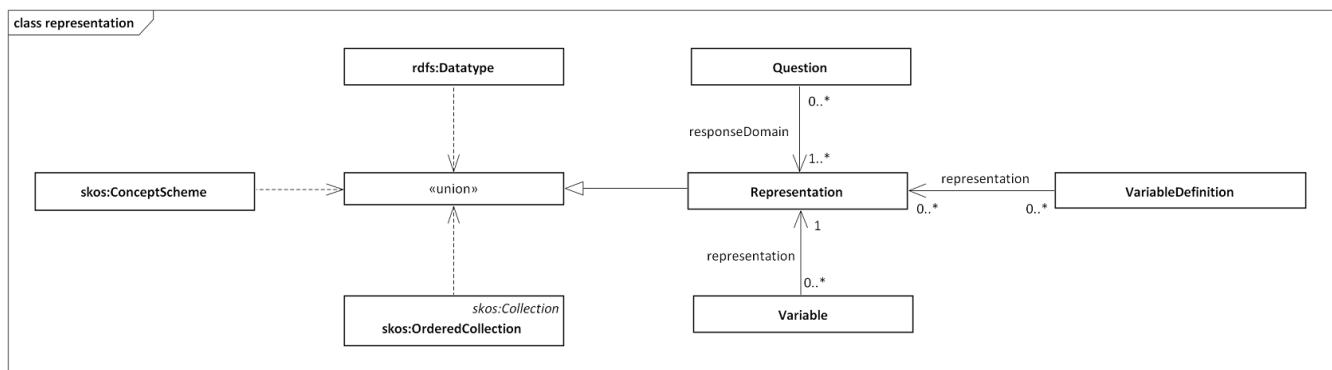 class representation
rdfs:Datatype
Question
0..*
responseDomain
1..*
skos:ConceptScheme
«union»
Representation
representation
0..*
0..*
VariableDefinition
1
representation
0..*
skos:Collection
skos:OrderedCollection
Variable